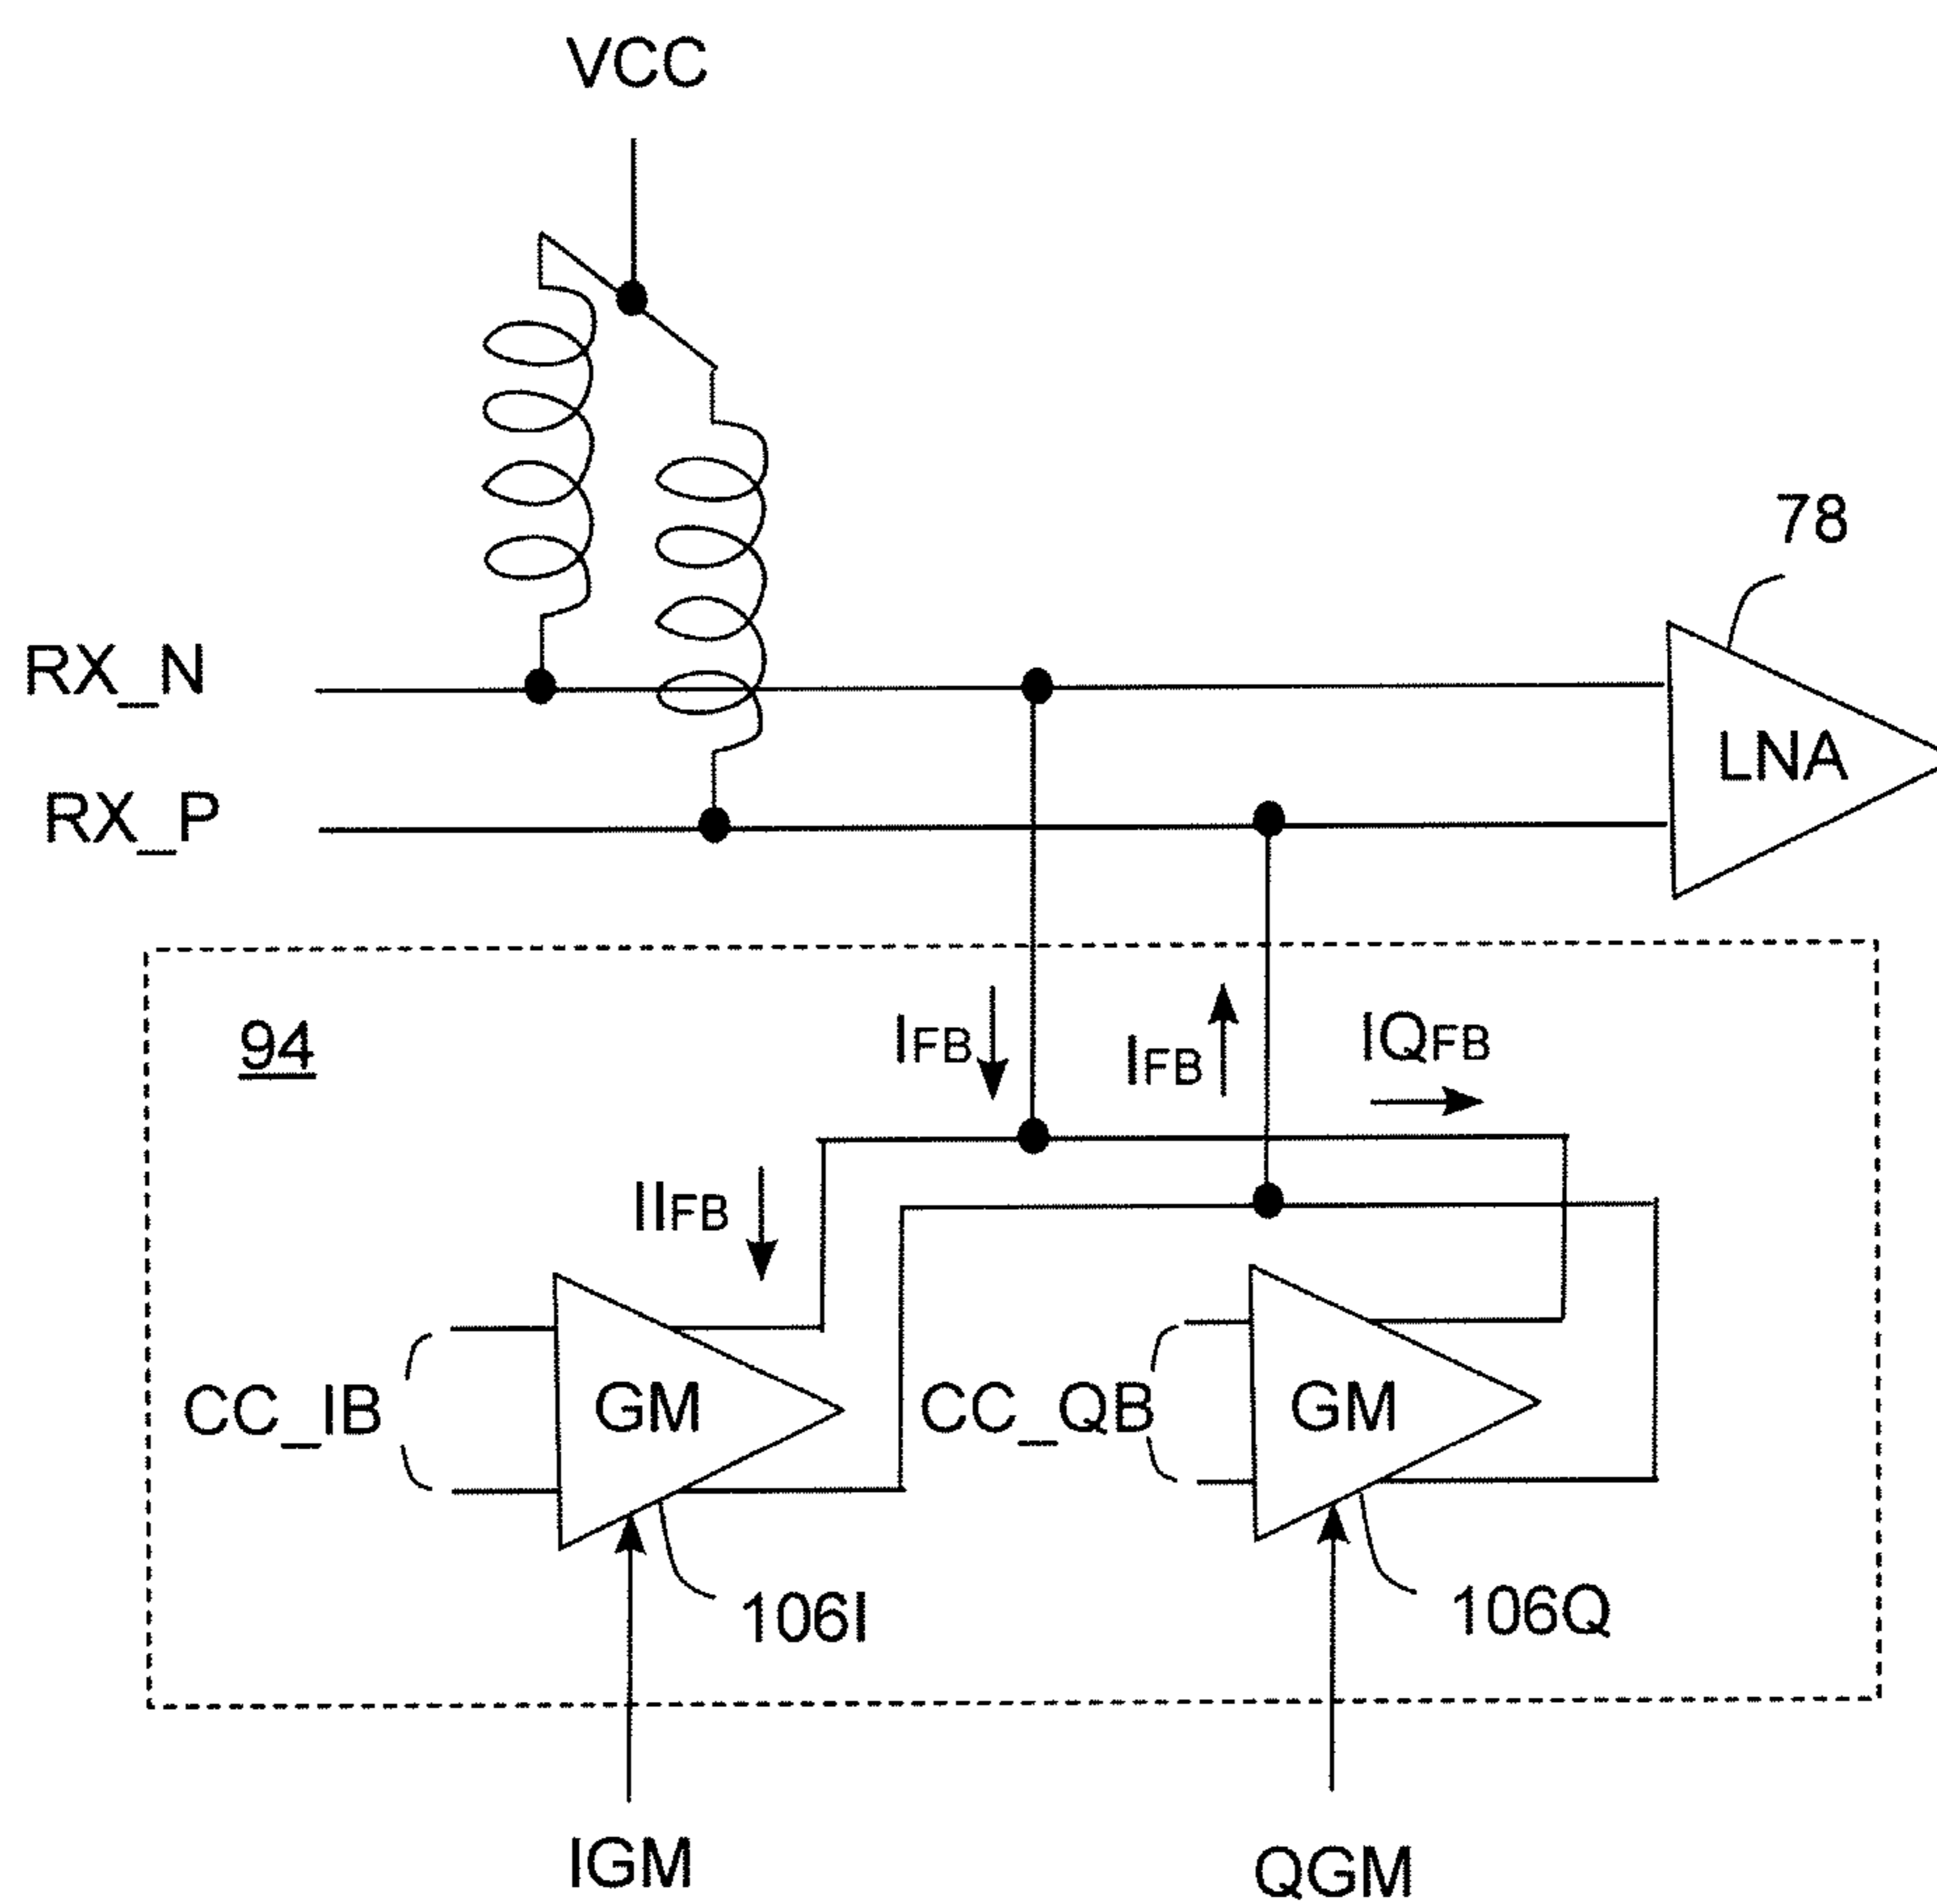 VCC
78
RX_N
LNA
RX_P
94
IFB
IFB
IQFB
IIFB
CC_IB
GM
CC_QB
GM
106I
106Q
IGM
QGM